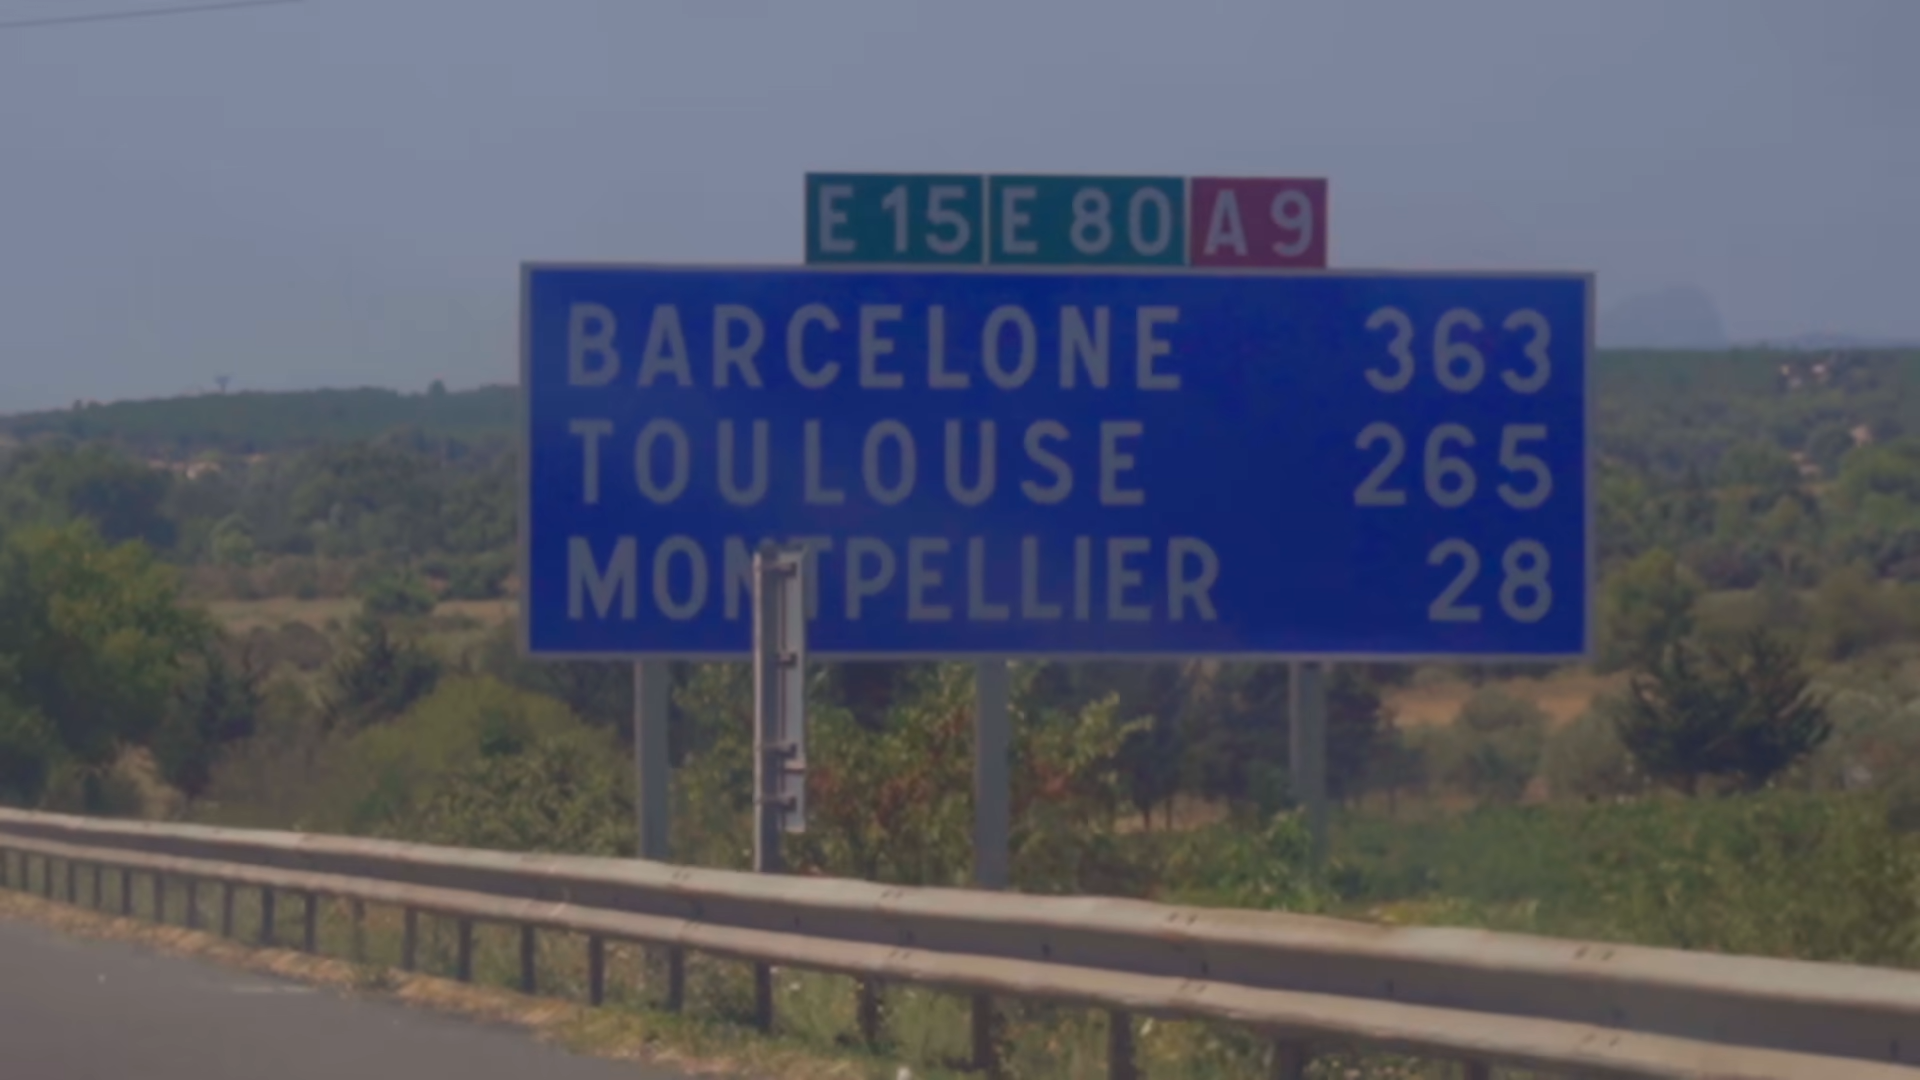 E 15 E 80 A 9
BARCELONE 363
TOULOUSE 265
MONTPELLIER 28